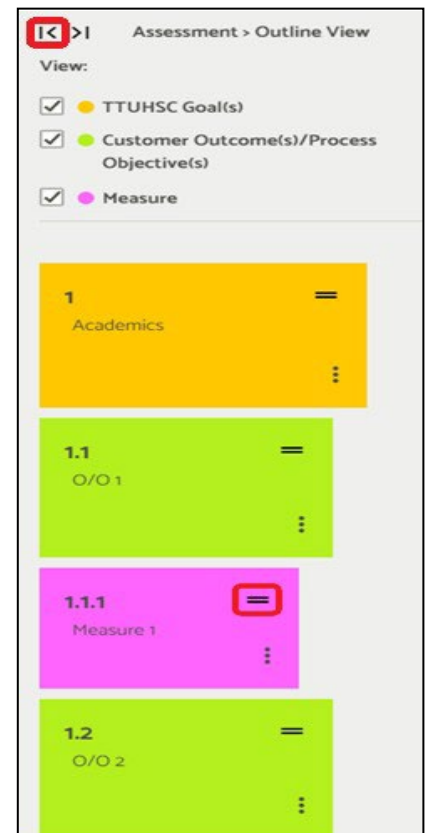 |< >| Assessment > Outline View
View:
TTUHSC Goal(s)
Customer Outcome(s)/Process
Objective(s)
Measure
1
Academics
1.1
O/O 1
1.1.1
Measure 1
1.2
O/O 2